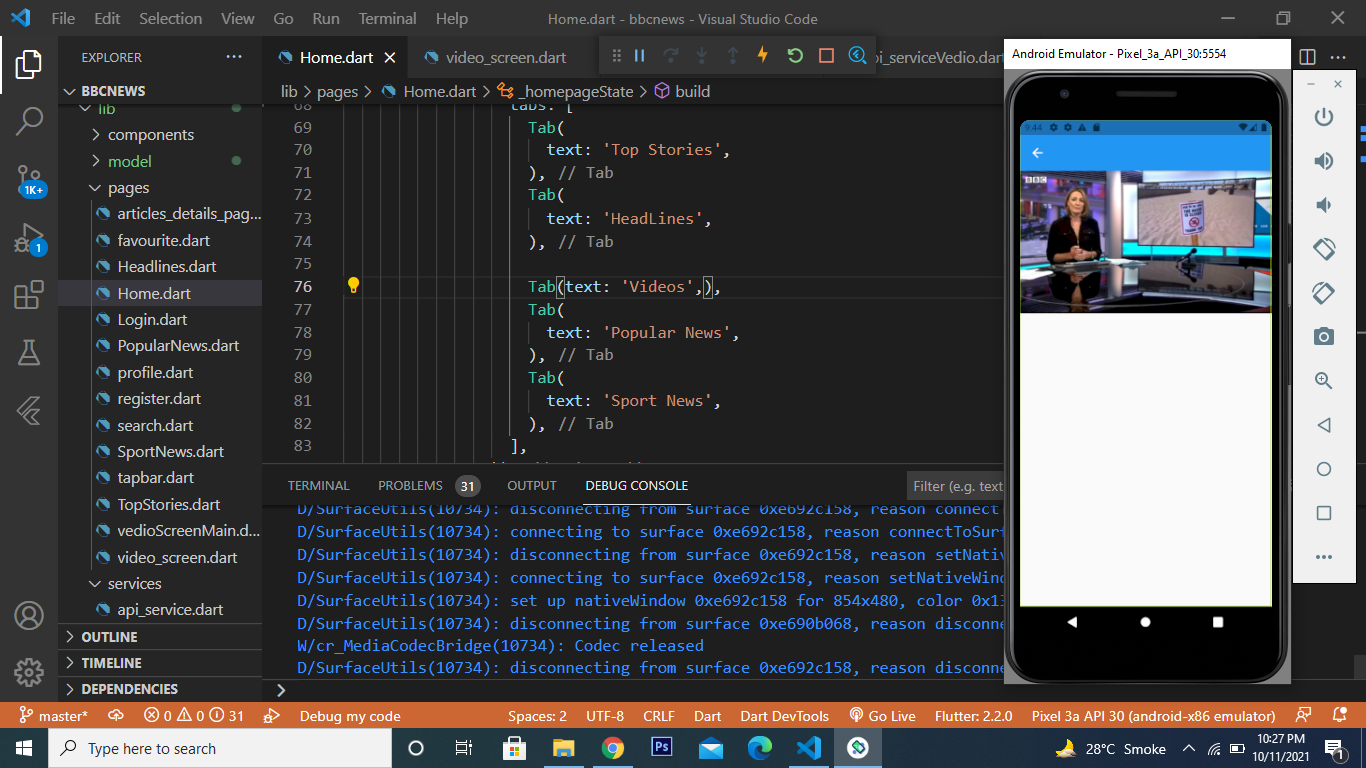 File Edit Selection View Go Run Terminal Help Home.dart - bbcnews - Visual Studio Code
EXPLORER
BBCNEWS
lib
components
model
pages
articles_details_pag...
favourite.dart
Headlines.dart
Home.dart
Login.dart
PopularNews.dart
profile.dart
register.dart
search.dart
SportNews.dart
tapbar.dart
TopStories.dart
vedioScreenMain.d...
video_screen.dart
services
api_service.dart
OUTLINE
TIMELINE
DEPENDENCIES
1K+
1
Home.dart video_screen.dart pi_serviceVedio.dart
lib > pages > Home.dart > _homepageState > build
68 tabs: [
69 Tab(
70 text: 'Top Stories',
71 ), // Tab
72 Tab(
73 text: 'HeadLines',
74 ), // Tab
75
76 Tab(text: 'Videos',),
77 Tab(
78 text: 'Popular News',
79 ), // Tab
80 Tab(
81 text: 'Sport News',
82 ), // Tab
83 ],
TERMINAL PROBLEMS 31 OUTPUT DEBUG CONSOLE Filter (e.g. text
D/SurfaceUtils(10734): disconnecting from surface 0xe692c158, reason connectToSurf
D/SurfaceUtils(10734): connecting to surface 0xe692c158, reason connectToSurf
D/SurfaceUtils(10734): disconnecting from surface 0xe692c158, reason setNativ
D/SurfaceUtils(10734): connecting to surface 0xe692c158, reason setNativeWind
D/SurfaceUtils(10734): set up nativeWindow 0xe692c158 for 854x480, color 0x13
D/SurfaceUtils(10734): disconnecting from surface 0xe690b068, reason disconne
W/cr_MediaCodecBridge(10734): Codec released
D/SurfaceUtils(10734): disconnecting from surface 0xe692c158, reason disconne
>
Android Emulator - Pixel_3a_API_30:5554
9:44
BBC
master* 0 0 31 Debug my code Spaces: 2 UTF-8 CRLF Dart Dart DevTools Go Live Flutter: 2.2.0 Pixel 3a API 30 (android-x86 emulator)
Type here to search
Ps
28°C Smoke
10:27 PM
10/11/2021
1